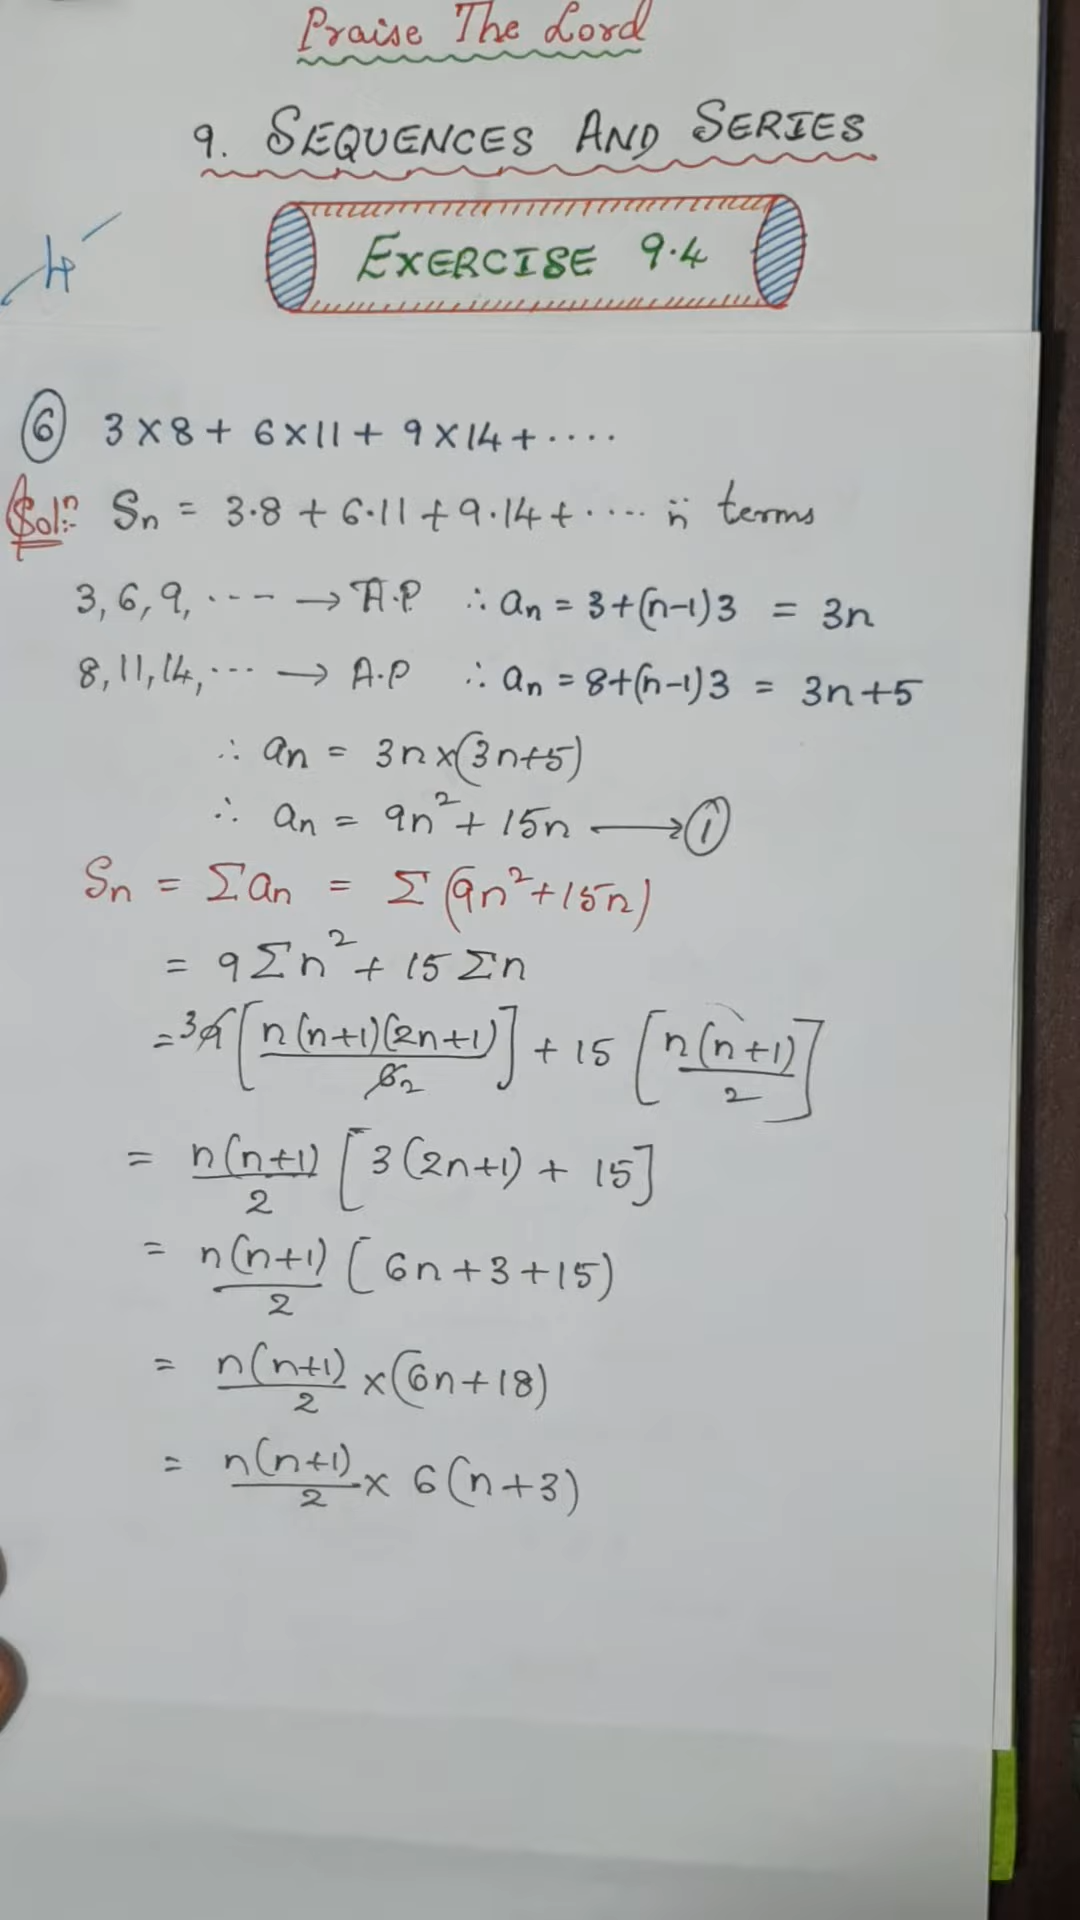 Praise The Lord
9. SEQUENCES AND SERIES
EXERCISE 9.4
⑥ 3×8 + 6×11 + 9×14 + ....
Solⁿ:- Sn = 3·8 + 6·11 + 9·14 + .... n terms
3, 6, 9, ---- → A.P ∴ an = 3+(n-1)3 = 3n
8, 11, 14, ... → A.P ∴ an = 8+(n-1)3 = 3n+5
∴ an = 3n×(3n+5)
∴ an = 9n² + 15n → ①
Sn = Σan = Σ(9n²+15n)
= 9Σn² + 15Σn
= 3 9[n(n+1)(2n+1)/6 2] + 15[n(n+1)/2]
= n(n+1)/2 [3(2n+1) + 15]
= n(n+1)/2 [6n+3+15)
= n(n+1)/2 ×(6n+18)
= n(n+1)/2 × 6(n+3)